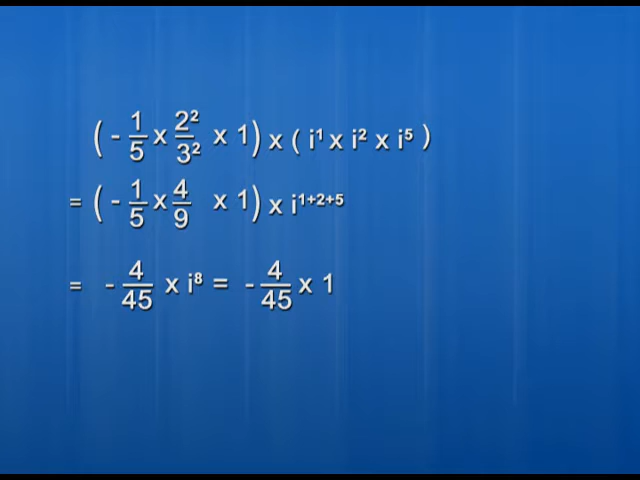 ( - 1/5 x 2²/3² x 1 ) x ( i¹ x i² x i⁵ )
= ( - 1/5 x 4/9 x 1 ) x i¹⁺²⁺⁵
= - 4/45 x i⁸ = - 4/45 x 1